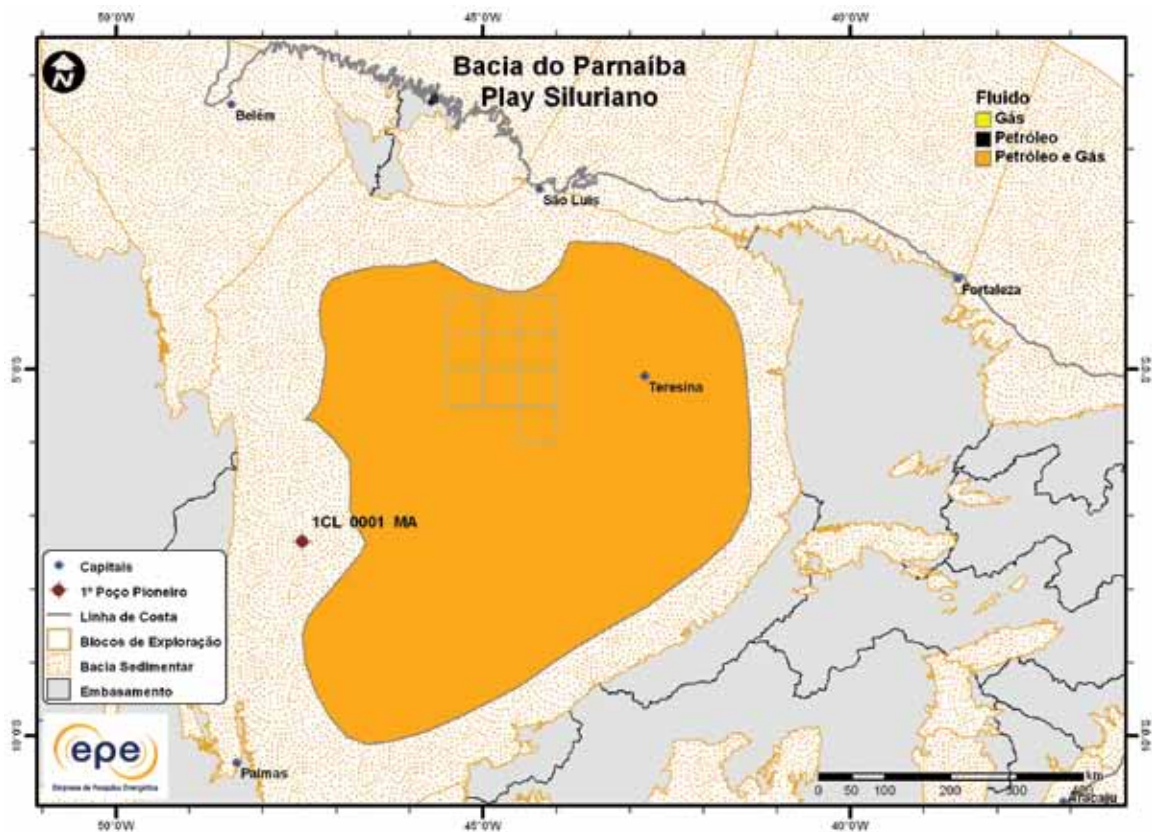 50°0'W 45°0'W 40°0'W
N
Bacia do Parnaíba
Play Siluriano
Fluido
Gás
Petróleo
Petróleo e Gás
Belém
São Luis
Fortaleza
5°0'S 5°0'S
Teresina
1CL 0001 MA
Capitais
1º Poço Pioneiro
Linha de Costa
Blocos de Exploração
Bacia Sedimentar
Embasamento
10°0'S 10°0'S
epe
Empresa de Pesquisa Energética
Palmas
km
0 50 100 200 300 400
Aracaju
50°0'W 45°0'W 40°0'W